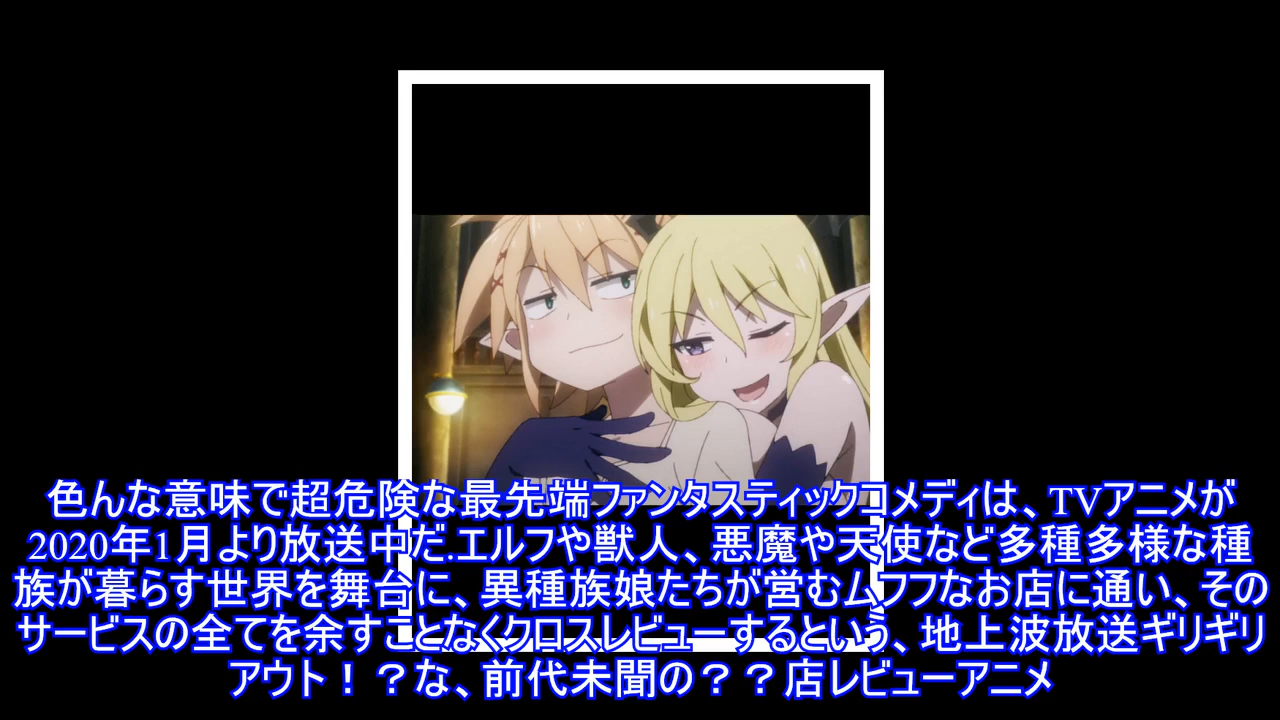 色んな意味で超危険な最先端ファンタスティックコメディは、TVアニメが
2020年1月より放送中だ.エルフや獣人、悪魔や天使など多種多様な種
族が暮らす世界を舞台に、異種族娘たちが営むムフフなお店に通い、その
サービスの全てを余すことなくクロスレビューするという、地上波放送ギリギリ
アウト！？な、前代未聞の？？店レビューアニメ